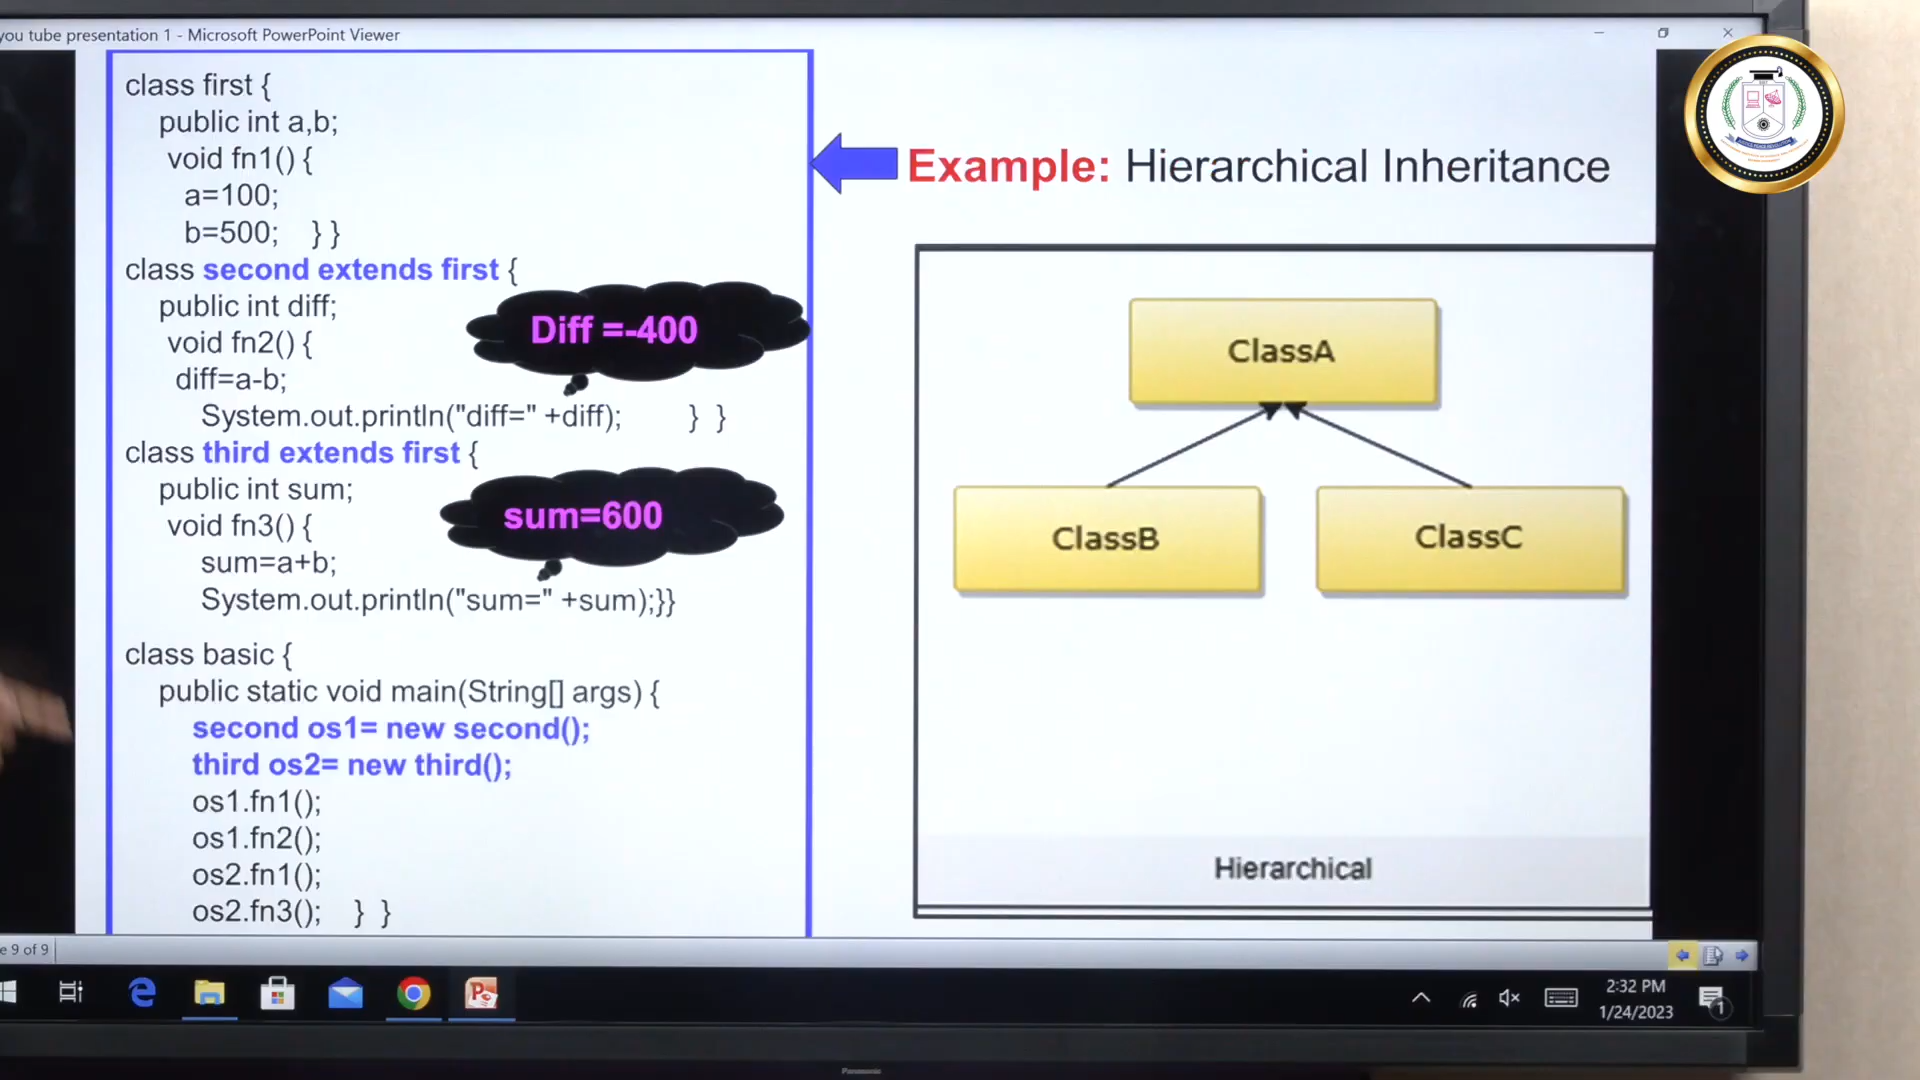 you tube presentation 1 - Microsoft PowerPoint Viewer
class first {
public int a,b;
void fn1() {
a=100;
b=500; } }
class second extends first {
public int diff;
void fn2() {
diff=a-b;
System.out.println("diff=" +diff); } }
class third extends first {
public int sum;
void fn3() {
sum=a+b;
System.out.println("sum=" +sum);}}
class basic {
public static void main(String[] args) {
second os1= new second();
third os2= new third();
os1.fn1();
os1.fn2();
os2.fn1();
os2.fn3(); } }
Diff =-400
sum=600
Example: Hierarchical Inheritance
ClassA
ClassB
ClassC
Hierarchical
e 9 of 9
2:32 PM
1/24/2023
1
Panasonic